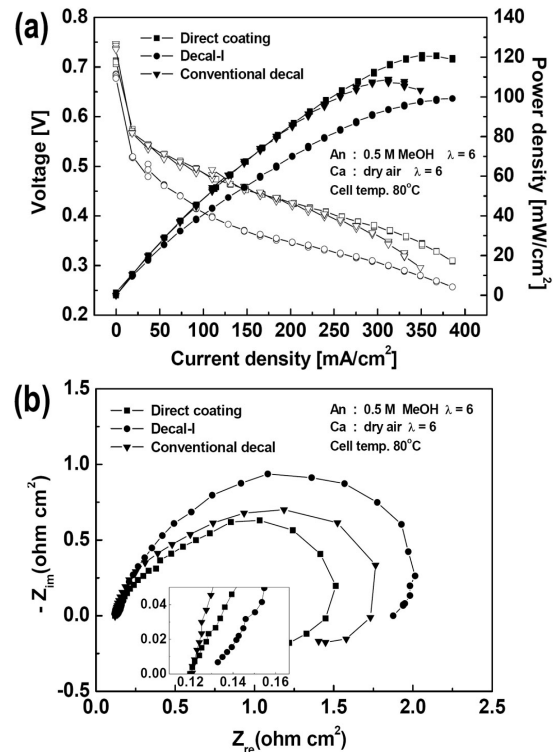 (a)
Direct coating
Decal-I
Conventional decal
An : 0.5 M MeOH λ = 6
Ca : dry air λ = 6
Cell temp. 80°C
Voltage [V]
0.8
0.7
0.6
0.5
0.4
0.3
0.2
Power density [mW/cm²]
140
120
100
80
60
40
20
0
0 50 100 150 200 250 300 350 400
Current density [mA/cm²]
(b)
Direct coating
Decal-I
Conventional decal
An : 0.5 M MeOH λ = 6
Ca : dry air λ = 6
Cell temp. 80°C
- Zim(ohm cm²)
1.5
1.0
0.5
0.0
-0.5
0.04
0.02
0.00
0.12 0.14 0.16
0.0 0.5 1.0 1.5 2.0 2.5
Zre(ohm cm²)